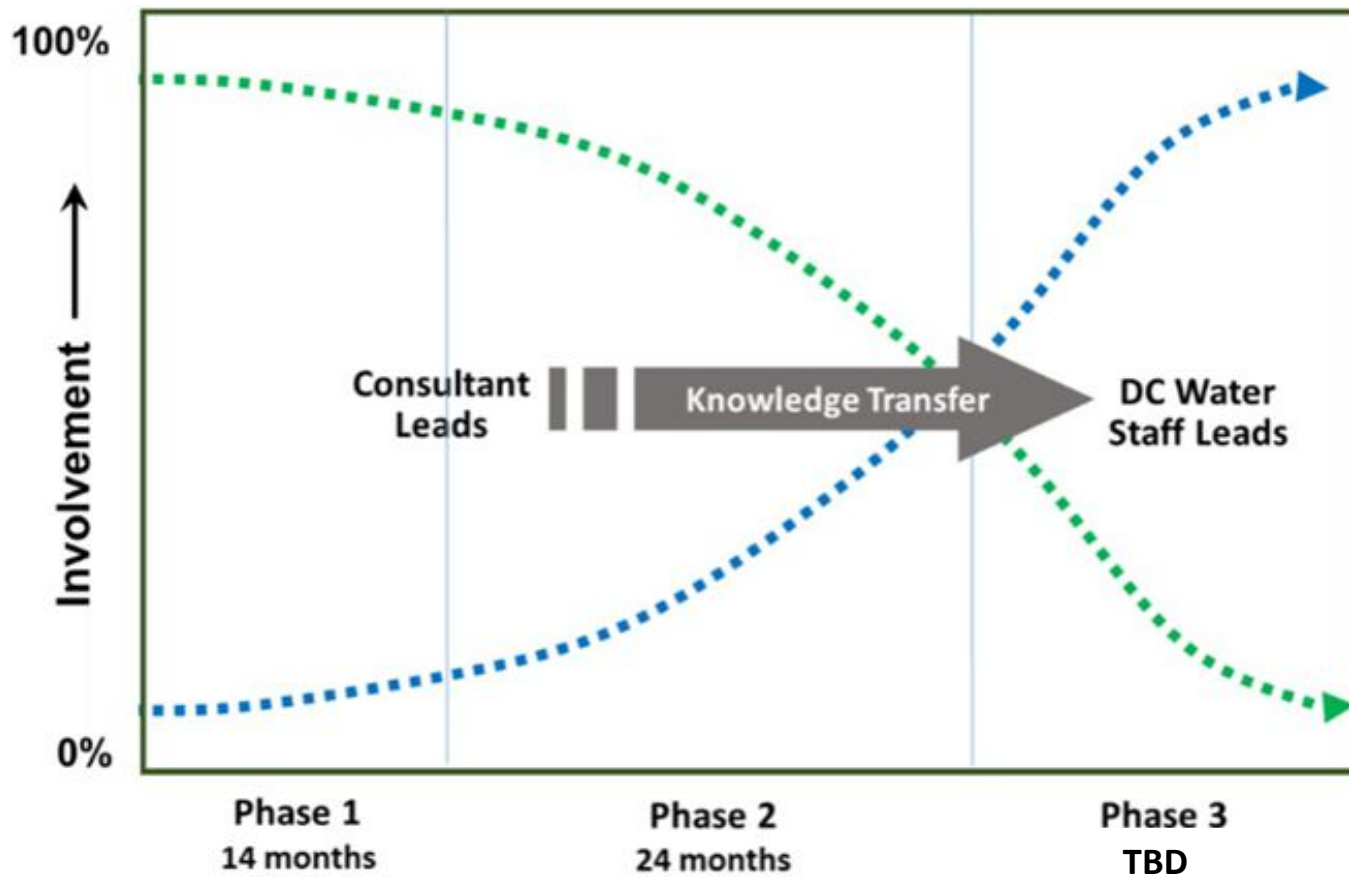 100%
Involvement
0%
Consultant
Leads
Knowledge Transfer
DC Water
Staff Leads
Phase 1
14 months
Phase 2
24 months
Phase 3
TBD